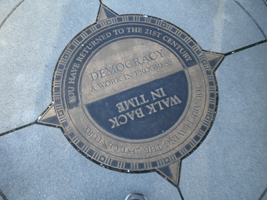 YOU HAVE RETURNED TO THE 21ST CENTURY
DEMOCRACY
A WORK IN PROGRESS
WALK BACK
IN TIME